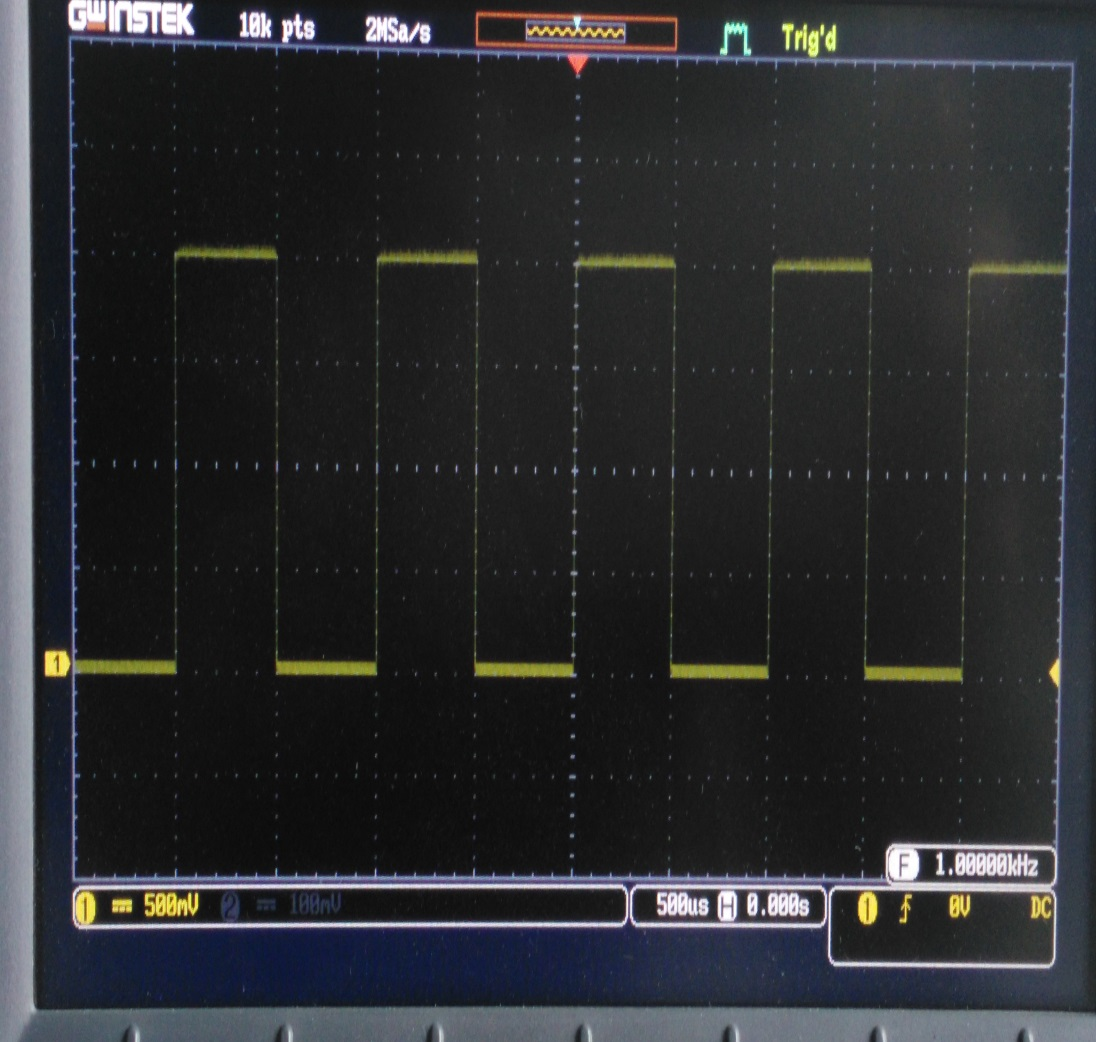 GWINSTEK 10k pts 2MSa/s Trig'd
1
F 1.00000kHz
1 500mV 2 100mV 500us H 0.000s 1 0V DC